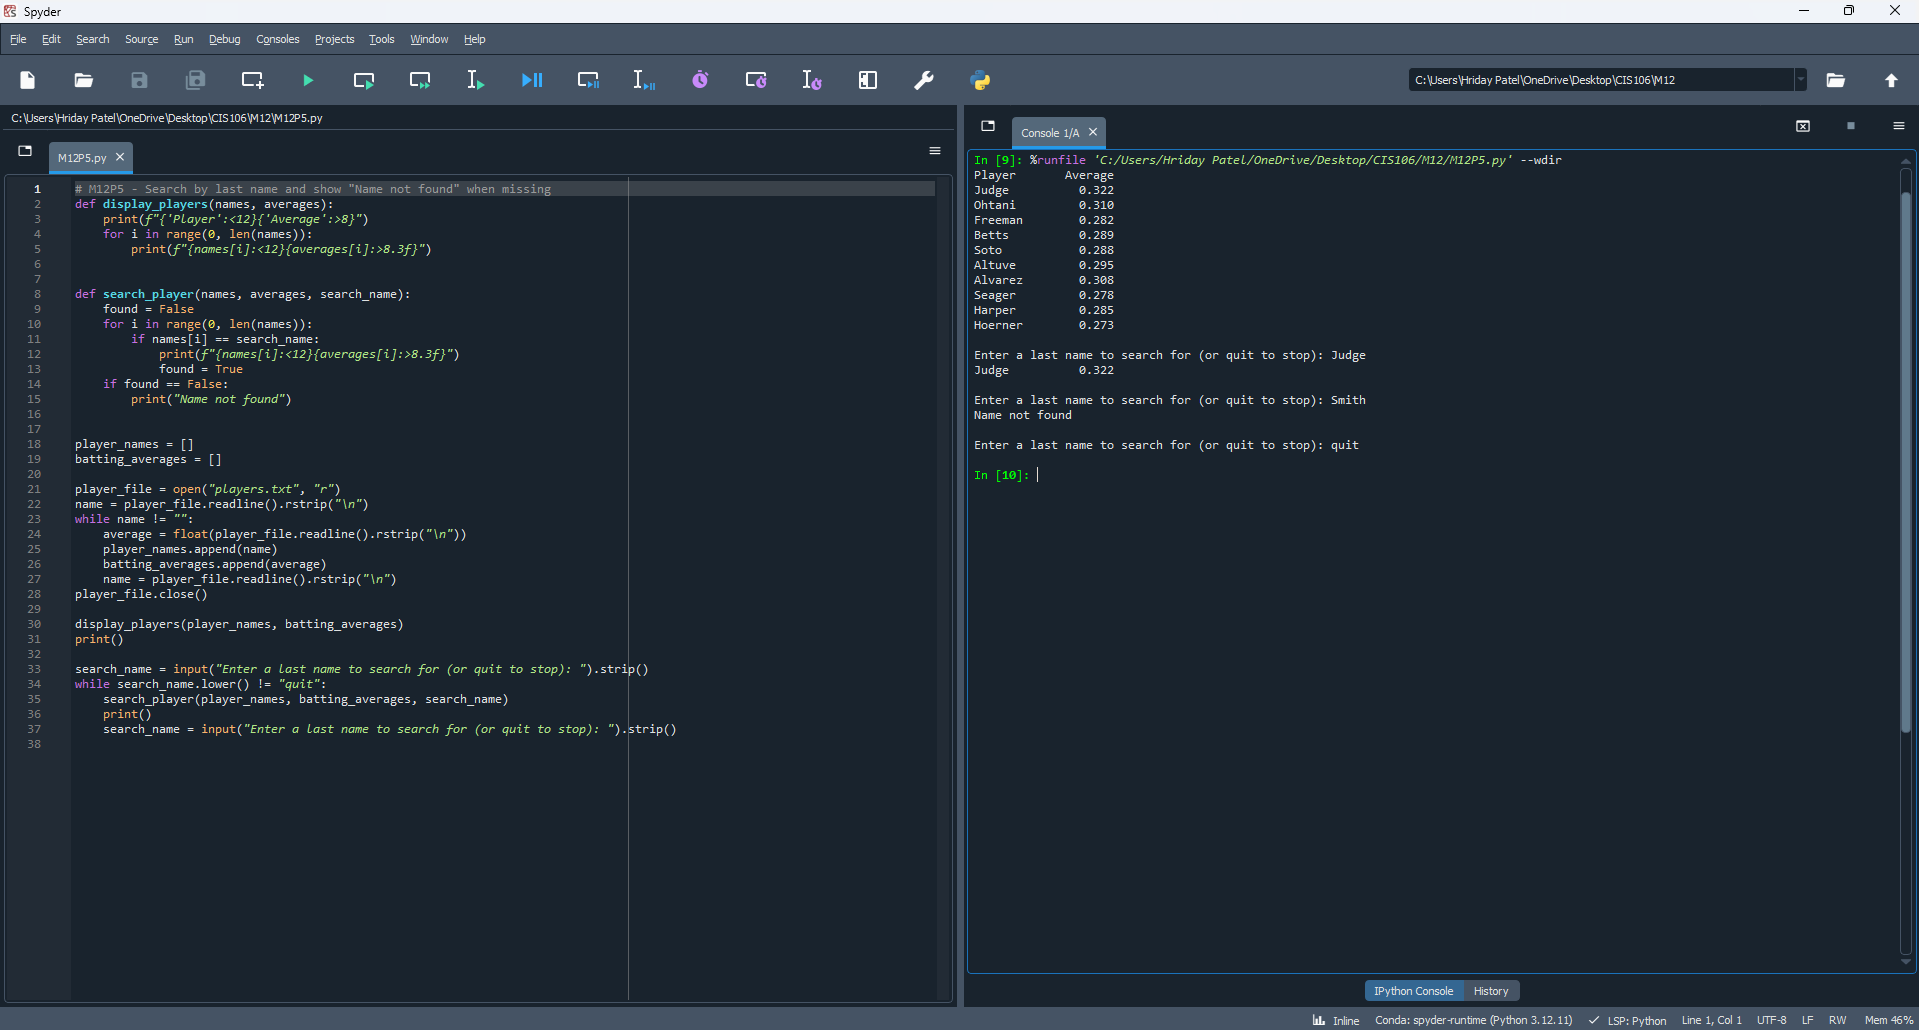 Spyder
File Edit Search Source Run Debug Consoles Projects Tools Window Help
C:\Users\Hriday Patel\OneDrive\Desktop\CIS106\M12
C:\Users\Hriday Patel\OneDrive\Desktop\CIS106\M12\M12P5.py
M12P5.py
1 # M12P5 - Search by last name and show "Name not found" when missing
2 def display_players(names, averages):
3     print(f"{'Player':<12}{'Average':>8}")
4     for i in range(0, len(names)):
5         print(f"{names[i]:<12}{averages[i]:>8.3f}")
6
7
8 def search_player(names, averages, search_name):
9     found = False
10     for i in range(0, len(names)):
11         if names[i] == search_name:
12             print(f"{names[i]:<12}{averages[i]:>8.3f}")
13             found = True
14     if found == False:
15         print("Name not found")
16
17
18 player_names = []
19 batting_averages = []
20
21 player_file = open("players.txt", "r")
22 name = player_file.readline().rstrip("\n")
23 while name != "":
24     average = float(player_file.readline().rstrip("\n"))
25     player_names.append(name)
26     batting_averages.append(average)
27     name = player_file.readline().rstrip("\n")
28 player_file.close()
29
30 display_players(player_names, batting_averages)
31 print()
32
33 search_name = input("Enter a last name to search for (or quit to stop): ").strip()
34 while search_name.lower() != "quit":
35     search_player(player_names, batting_averages, search_name)
36     print()
37     search_name = input("Enter a last name to search for (or quit to stop): ").strip()
38
Console 1/A
In [9]: %runfile 'C:/Users/Hriday Patel/OneDrive/Desktop/CIS106/M12/M12P5.py' --wdir
Player       Average
Judge          0.322
Ohtani         0.310
Freeman        0.282
Betts          0.289
Soto           0.288
Altuve         0.295
Alvarez        0.308
Seager         0.278
Harper         0.285
Hoerner        0.273
Enter a last name to search for (or quit to stop): Judge
Judge          0.322
Enter a last name to search for (or quit to stop): Smith
Name not found
Enter a last name to search for (or quit to stop): quit
In [10]:
IPython Console History
Inline Conda: spyder-runtime (Python 3.12.11) LSP: Python Line 1, Col 1 UTF-8 LF RW Mem 46%